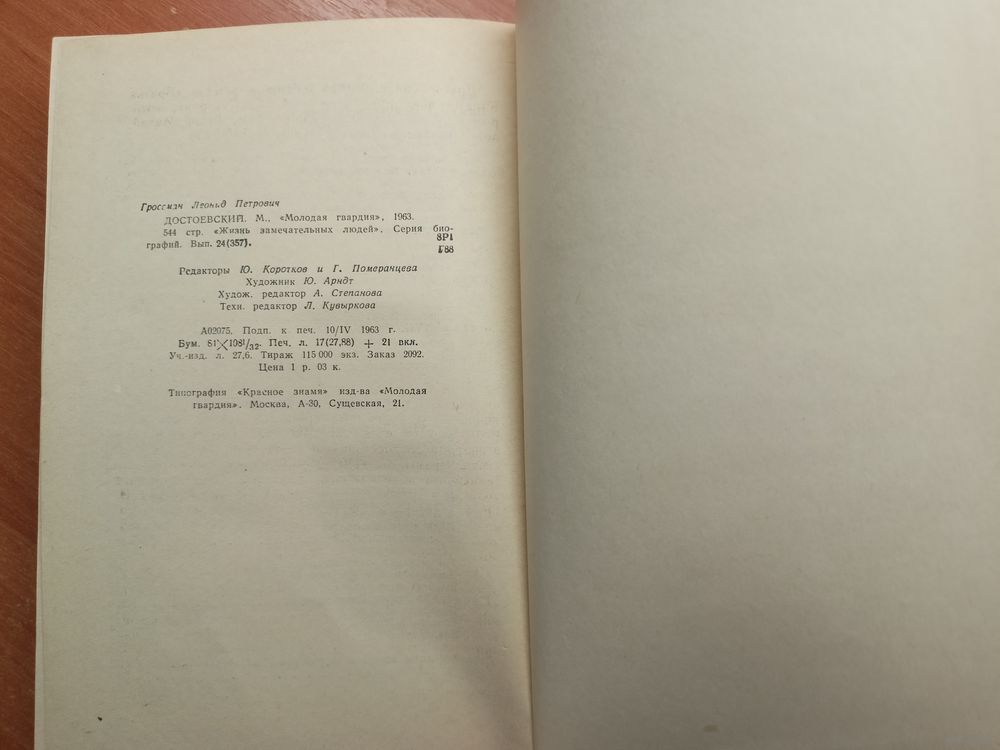 Гроссман Леонид Петрович
ДОСТОЕВСКИЙ. М., «Молодая гвардия», 1963.
544 стр. «Жизнь замечательных людей». Серия био-
графий. Вып. 24(357).
8Р1
Г88
Редакторы Ю. Коротков и Г. Померанцева
Художник Ю. Арндт
Худож. редактор А. Степанова
Техн. редактор Л. Кувыркова
А02075. Подп. к печ. 10/IV 1963 г.
Бум. 84×108¹/₃₂. Печ. л. 17(27,88) + 21 вкл.
Уч.-изд. л. 27,6. Тираж 115 000 экз. Заказ 2092.
Цена 1 р. 03 к.
Типография «Красное знамя» изд-ва «Молодая
гвардия». Москва, А-30, Сущевская, 21.